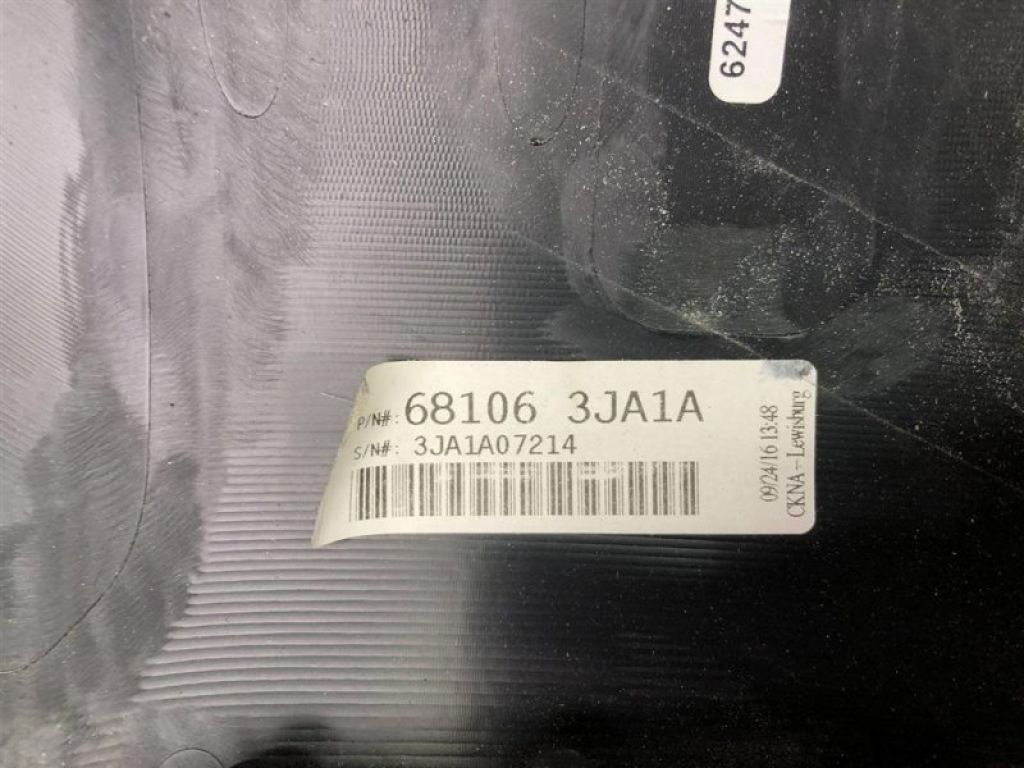 6247
P/N#: 68106 3JA1A
S/N#: 3JA1A07214
09/24/16 13:48
CKNA - Lewisburg